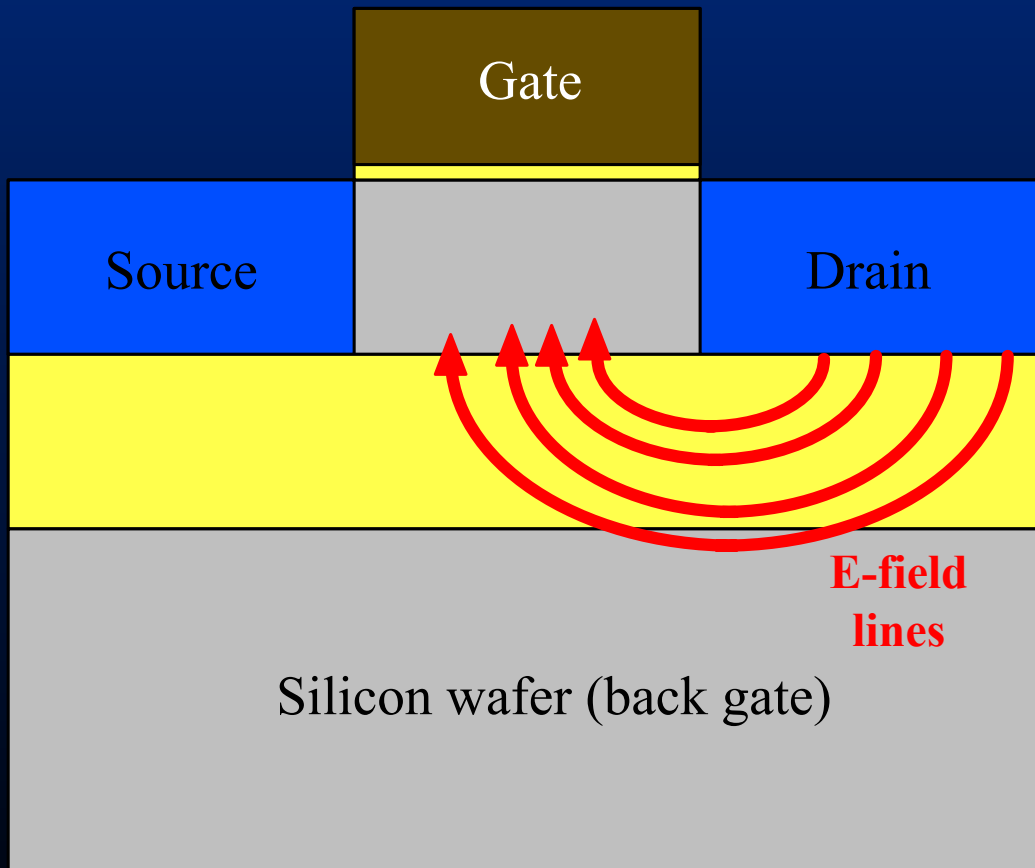 Gate
Source
Drain
E-field
lines
Silicon wafer (back gate)